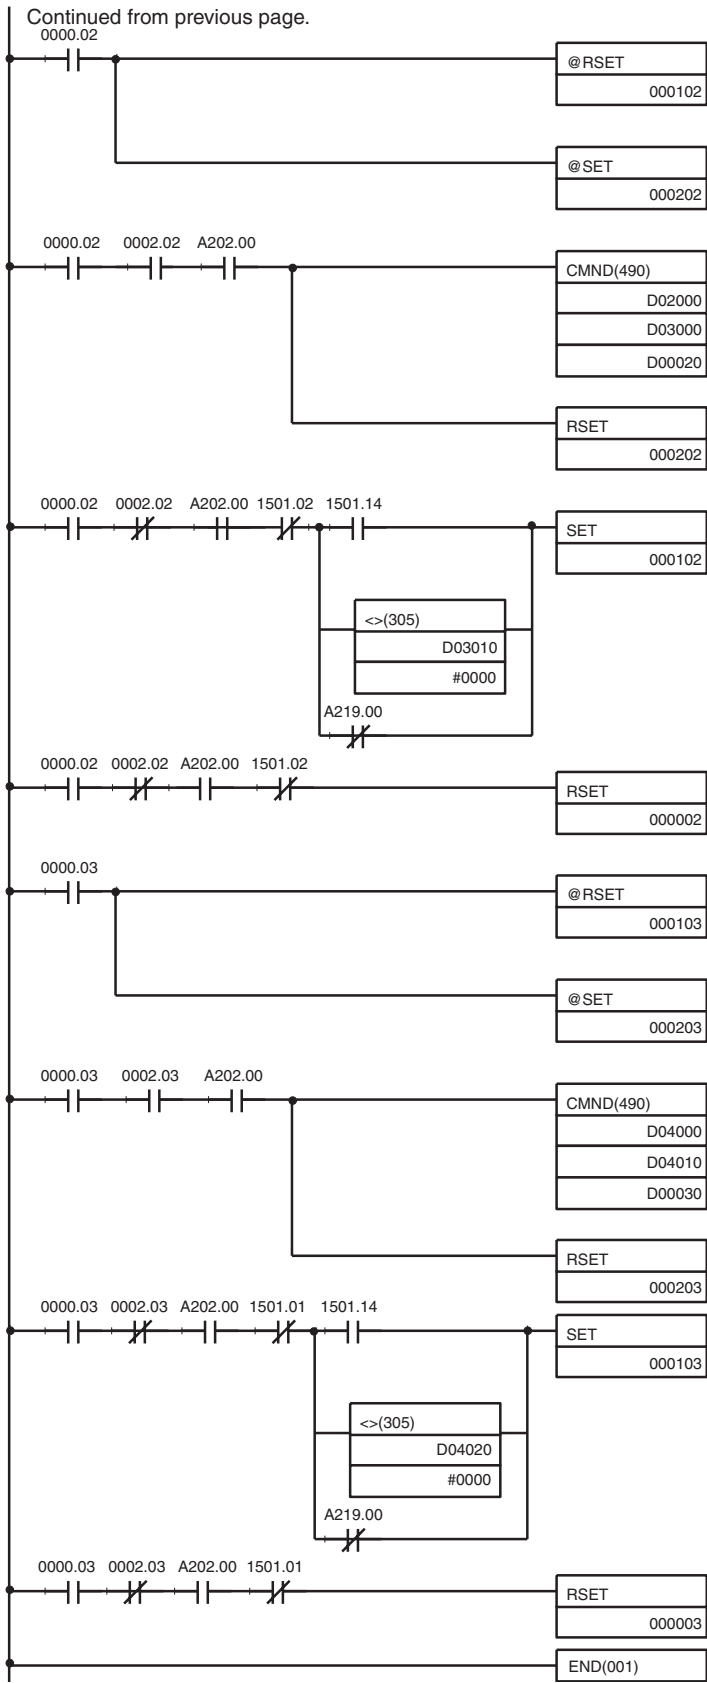 Continued from previous page.
0000.02
@RSET
000102
@SET
000202
0000.02 0002.02 A202.00
CMND(490)
D02000
D03000
D00020
RSET
000202
0000.02 0002.02 A202.00 1501.02 1501.14
SET
000102
<>(305)
D03010
#0000
A219.00
0000.02 0002.02 A202.00 1501.02
RSET
000002
0000.03
@RSET
000103
@SET
000203
0000.03 0002.03 A202.00
CMND(490)
D04000
D04010
D00030
RSET
000203
0000.03 0002.03 A202.00 1501.01 1501.14
SET
000103
<>(305)
D04020
#0000
A219.00
0000.03 0002.03 A202.00 1501.01
RSET
000003
END(001)